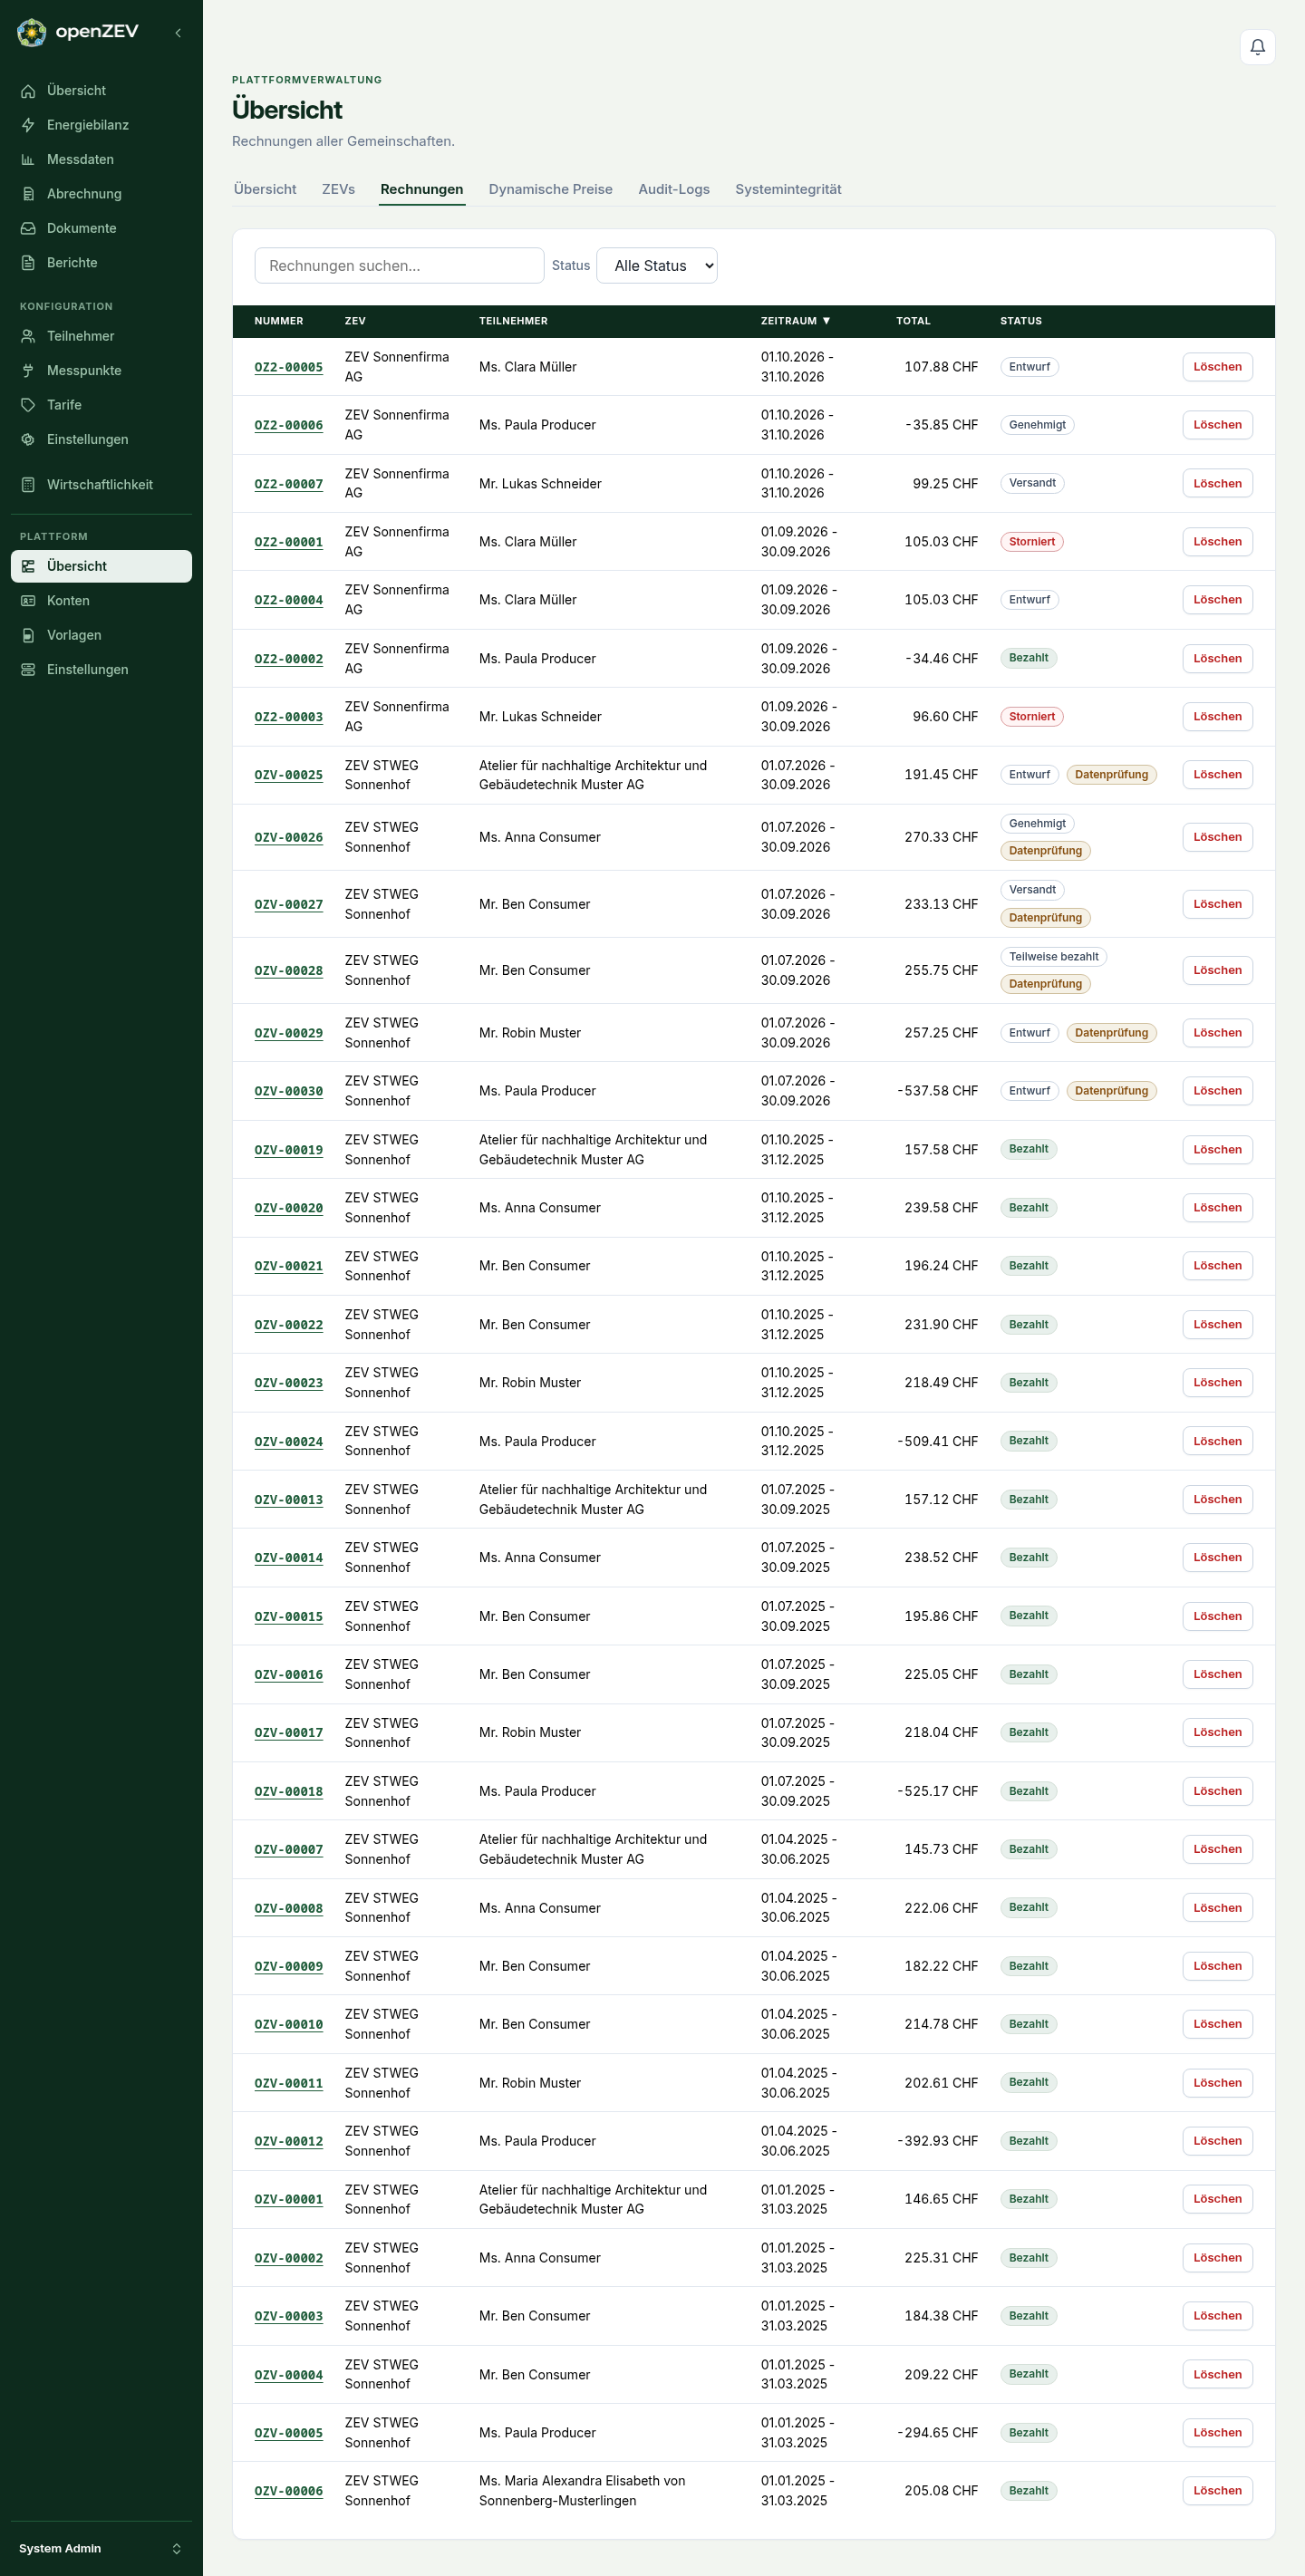 openZEV
Übersicht
Energiebilanz
Messdaten
Abrechnung
Dokumente
Berichte
KONFIGURATION
Teilnehmer
Messpunkte
Tarife
Einstellungen
Wirtschaftlichkeit
PLATTFORM
Übersicht
Konten
Vorlagen
Einstellungen
System Admin
PLATTFORMVERWALTUNG
Übersicht
Rechnungen aller Gemeinschaften.
Übersicht ZEVs Rechnungen Dynamische Preise Audit-Logs Systemintegrität
Rechnungen suchen... Status Alle Status
NUMMER ZEV TEILNEHMER ZEITRAUM ▼ TOTAL STATUS
OZ2-00005 ZEV Sonnenfirma AG Ms. Clara Müller 01.10.2026 - 31.10.2026 107.88 CHF Entwurf Löschen
OZ2-00006 ZEV Sonnenfirma AG Ms. Paula Producer 01.10.2026 - 31.10.2026 -35.85 CHF Genehmigt Löschen
OZ2-00007 ZEV Sonnenfirma AG Mr. Lukas Schneider 01.10.2026 - 31.10.2026 99.25 CHF Versandt Löschen
OZ2-00001 ZEV Sonnenfirma AG Ms. Clara Müller 01.09.2026 - 30.09.2026 105.03 CHF Storniert Löschen
OZ2-00004 ZEV Sonnenfirma AG Ms. Clara Müller 01.09.2026 - 30.09.2026 105.03 CHF Entwurf Löschen
OZ2-00002 ZEV Sonnenfirma AG Ms. Paula Producer 01.09.2026 - 30.09.2026 -34.46 CHF Bezahlt Löschen
OZ2-00003 ZEV Sonnenfirma AG Mr. Lukas Schneider 01.09.2026 - 30.09.2026 96.60 CHF Storniert Löschen
OZV-00025 ZEV STWEG Sonnenhof Atelier für nachhaltige Architektur und Gebäudetechnik Muster AG 01.07.2026 - 30.09.2026 191.45 CHF Entwurf Datenprüfung Löschen
OZV-00026 ZEV STWEG Sonnenhof Ms. Anna Consumer 01.07.2026 - 30.09.2026 270.33 CHF Genehmigt Datenprüfung Löschen
OZV-00027 ZEV STWEG Sonnenhof Mr. Ben Consumer 01.07.2026 - 30.09.2026 233.13 CHF Versandt Datenprüfung Löschen
OZV-00028 ZEV STWEG Sonnenhof Mr. Ben Consumer 01.07.2026 - 30.09.2026 255.75 CHF Teilweise bezahlt Datenprüfung Löschen
OZV-00029 ZEV STWEG Sonnenhof Mr. Robin Muster 01.07.2026 - 30.09.2026 257.25 CHF Entwurf Datenprüfung Löschen
OZV-00030 ZEV STWEG Sonnenhof Ms. Paula Producer 01.07.2026 - 30.09.2026 -537.58 CHF Entwurf Datenprüfung Löschen
OZV-00019 ZEV STWEG Sonnenhof Atelier für nachhaltige Architektur und Gebäudetechnik Muster AG 01.10.2025 - 31.12.2025 157.58 CHF Bezahlt Löschen
OZV-00020 ZEV STWEG Sonnenhof Ms. Anna Consumer 01.10.2025 - 31.12.2025 239.58 CHF Bezahlt Löschen
OZV-00021 ZEV STWEG Sonnenhof Mr. Ben Consumer 01.10.2025 - 31.12.2025 196.24 CHF Bezahlt Löschen
OZV-00022 ZEV STWEG Sonnenhof Mr. Ben Consumer 01.10.2025 - 31.12.2025 231.90 CHF Bezahlt Löschen
OZV-00023 ZEV STWEG Sonnenhof Mr. Robin Muster 01.10.2025 - 31.12.2025 218.49 CHF Bezahlt Löschen
OZV-00024 ZEV STWEG Sonnenhof Ms. Paula Producer 01.10.2025 - 31.12.2025 -509.41 CHF Bezahlt Löschen
OZV-00013 ZEV STWEG Sonnenhof Atelier für nachhaltige Architektur und Gebäudetechnik Muster AG 01.07.2025 - 30.09.2025 157.12 CHF Bezahlt Löschen
OZV-00014 ZEV STWEG Sonnenhof Ms. Anna Consumer 01.07.2025 - 30.09.2025 238.52 CHF Bezahlt Löschen
OZV-00015 ZEV STWEG Sonnenhof Mr. Ben Consumer 01.07.2025 - 30.09.2025 195.86 CHF Bezahlt Löschen
OZV-00016 ZEV STWEG Sonnenhof Mr. Ben Consumer 01.07.2025 - 30.09.2025 225.05 CHF Bezahlt Löschen
OZV-00017 ZEV STWEG Sonnenhof Mr. Robin Muster 01.07.2025 - 30.09.2025 218.04 CHF Bezahlt Löschen
OZV-00018 ZEV STWEG Sonnenhof Ms. Paula Producer 01.07.2025 - 30.09.2025 -525.17 CHF Bezahlt Löschen
OZV-00007 ZEV STWEG Sonnenhof Atelier für nachhaltige Architektur und Gebäudetechnik Muster AG 01.04.2025 - 30.06.2025 145.73 CHF Bezahlt Löschen
OZV-00008 ZEV STWEG Sonnenhof Ms. Anna Consumer 01.04.2025 - 30.06.2025 222.06 CHF Bezahlt Löschen
OZV-00009 ZEV STWEG Sonnenhof Mr. Ben Consumer 01.04.2025 - 30.06.2025 182.22 CHF Bezahlt Löschen
OZV-00010 ZEV STWEG Sonnenhof Mr. Ben Consumer 01.04.2025 - 30.06.2025 214.78 CHF Bezahlt Löschen
OZV-00011 ZEV STWEG Sonnenhof Mr. Robin Muster 01.04.2025 - 30.06.2025 202.61 CHF Bezahlt Löschen
OZV-00012 ZEV STWEG Sonnenhof Ms. Paula Producer 01.04.2025 - 30.06.2025 -392.93 CHF Bezahlt Löschen
OZV-00001 ZEV STWEG Sonnenhof Atelier für nachhaltige Architektur und Gebäudetechnik Muster AG 01.01.2025 - 31.03.2025 146.65 CHF Bezahlt Löschen
OZV-00002 ZEV STWEG Sonnenhof Ms. Anna Consumer 01.01.2025 - 31.03.2025 225.31 CHF Bezahlt Löschen
OZV-00003 ZEV STWEG Sonnenhof Mr. Ben Consumer 01.01.2025 - 31.03.2025 184.38 CHF Bezahlt Löschen
OZV-00004 ZEV STWEG Sonnenhof Mr. Ben Consumer 01.01.2025 - 31.03.2025 209.22 CHF Bezahlt Löschen
OZV-00005 ZEV STWEG Sonnenhof Ms. Paula Producer 01.01.2025 - 31.03.2025 -294.65 CHF Bezahlt Löschen
OZV-00006 ZEV STWEG Sonnenhof Ms. Maria Alexandra Elisabeth von Sonnenberg-Musterlingen 01.01.2025 - 31.03.2025 205.08 CHF Bezahlt Löschen